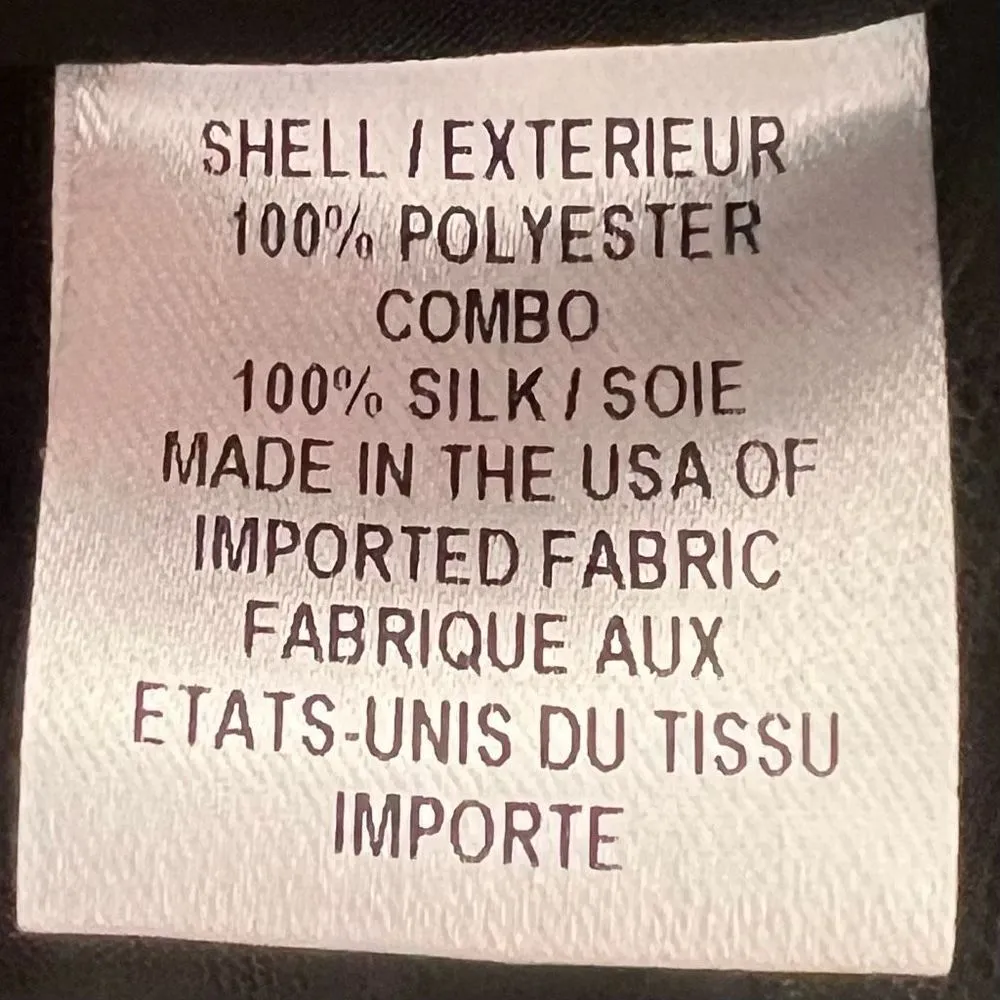 SHELL / EXTERIEUR
100% POLYESTER
COMBO
100% SILK / SOIE
MADE IN THE USA OF
IMPORTED FABRIC
FABRIQUE AUX
ETATS-UNIS DU TISSU
IMPORTE